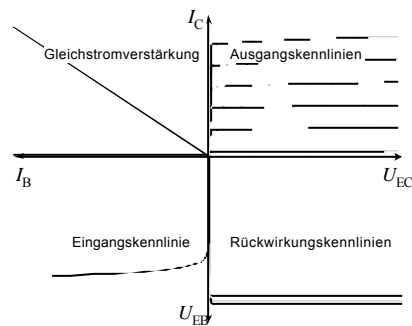 I_C
Gleichstromverstärkung
Ausgangskennlinien
I_B
U_EC
Eingangskennlinie
Rückwirkungskennlinien
U_EB